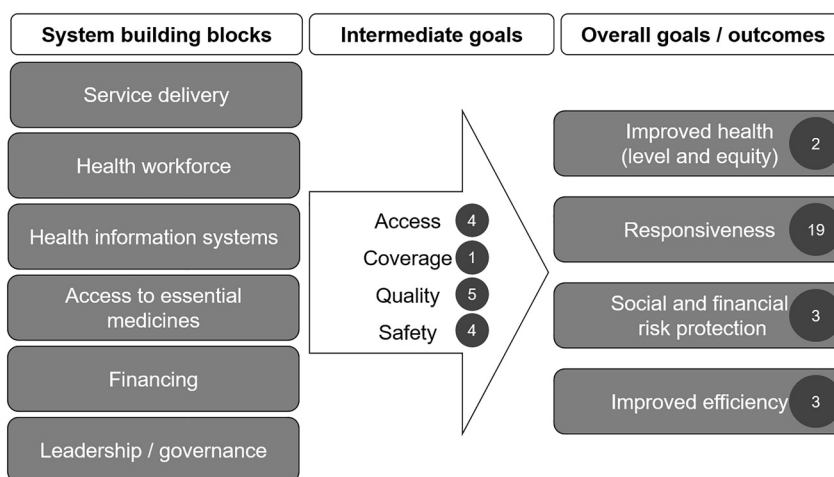 System building blocks
Intermediate goals
Overall goals / outcomes
Service delivery
Health workforce
Health information systems
Access to essential
medicines
Financing
Leadership / governance
Access 4
Coverage 1
Quality 5
Safety 4
Improved health
(level and equity)
2
Responsiveness 19
Social and financial
risk protection
3
Improved efficiency 3